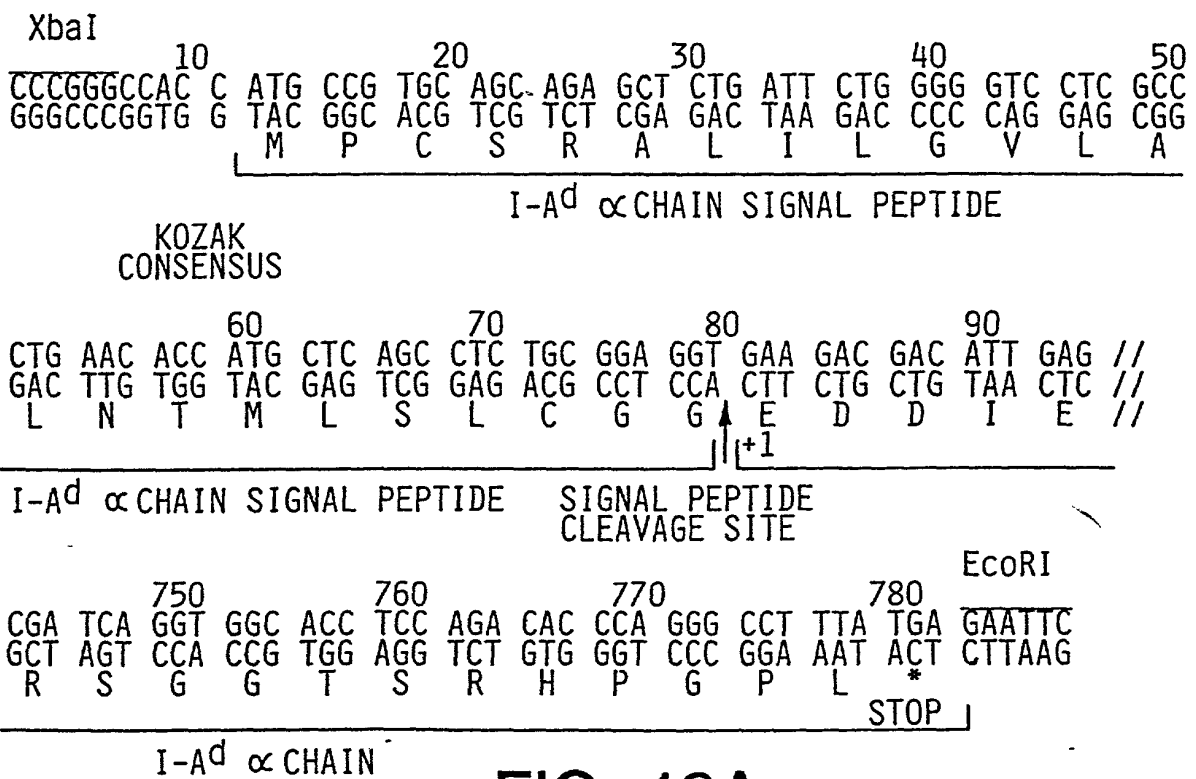 XbaI
10 20 30 40 50
CCCGGGCCAC C ATG CCG TGC AGC AGA GCT CTG ATT CTG GGG GTC CTC GCC
GGGCCCGGTG G TAC GGC ACG TCG TCT CGA GAC TAA GAC CCC CAG GAG CGG
M P C S R A L I L G V L A
I-Ad αCHAIN SIGNAL PEPTIDE
KOZAK
CONSENSUS
60 70 80 90
CTG AAC ACC ATG CTC AGC CTC TGC GGA GGT GAA GAC GAC ATT GAG //
GAC TTG TGG TAC GAG TCG GAG ACG CCT CCA CTT CTG CTG TAA CTC //
L N T M L S L C G G E D D I E //
+1
I-Ad αCHAIN SIGNAL PEPTIDE SIGNAL PEPTIDE
CLEAVAGE SITE
EcoRI
750 760 770 780
CGA TCA GGT GGC ACC TCC AGA CAC CCA GGG CCT TTA TGA GAATTC
GCT AGT CCA CCG TGG AGG TCT GTG GGT CCC GGA AAT ACT CTTAAG
R S G G T S R H P G P L *
STOP
I-Ad αCHAIN